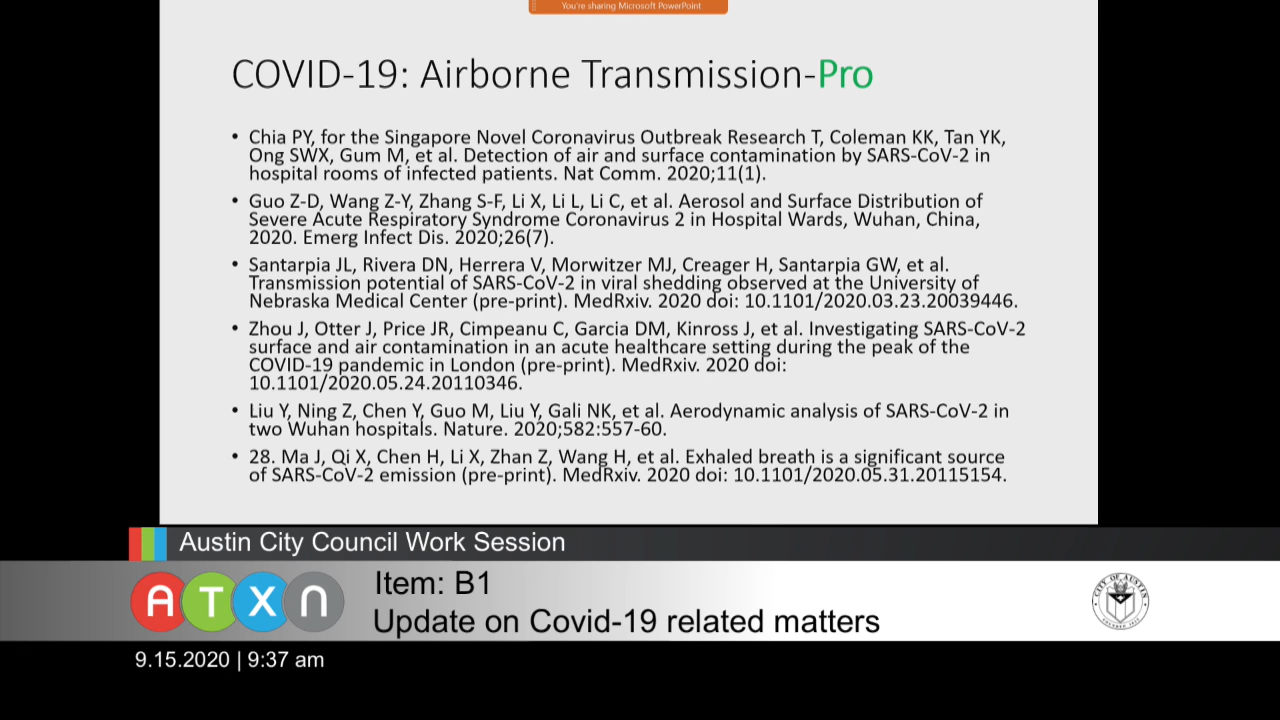 You're sharing Microsoft PowerPoint
COVID-19: Airborne Transmission-Pro
• Chia PY, for the Singapore Novel Coronavirus Outbreak Research T, Coleman KK, Tan YK,
Ong SWX, Gum M, et al. Detection of air and surface contamination by SARS-CoV-2 in
hospital rooms of infected patients. Nat Comm. 2020;11(1).
• Guo Z-D, Wang Z-Y, Zhang S-F, Li X, Li L, Li C, et al. Aerosol and Surface Distribution of
Severe Acute Respiratory Syndrome Coronavirus 2 in Hospital Wards, Wuhan, China,
2020. Emerg Infect Dis. 2020;26(7).
• Santarpia JL, Rivera DN, Herrera V, Morwitzer MJ, Creager H, Santarpia GW, et al.
Transmission potential of SARS-CoV-2 in viral shedding observed at the University of
Nebraska Medical Center (pre-print). MedRxiv. 2020 doi: 10.1101/2020.03.23.20039446.
• Zhou J, Otter J, Price JR, Cimpeanu C, Garcia DM, Kinross J, et al. Investigating SARS-CoV-2
surface and air contamination in an acute healthcare setting during the peak of the
COVID-19 pandemic in London (pre-print). MedRxiv. 2020 doi:
10.1101/2020.05.24.20110346.
• Liu Y, Ning Z, Chen Y, Guo M, Liu Y, Gali NK, et al. Aerodynamic analysis of SARS-CoV-2 in
two Wuhan hospitals. Nature. 2020;582:557-60.
• 28. Ma J, Qi X, Chen H, Li X, Zhan Z, Wang H, et al. Exhaled breath is a significant source
of SARS-CoV-2 emission (pre-print). MedRxiv. 2020 doi: 10.1101/2020.05.31.20115154.
Austin City Council Work Session
ATXN
Item: B1
Update on Covid-19 related matters
CITY OF AUSTIN
9.15.2020 | 9:37 am